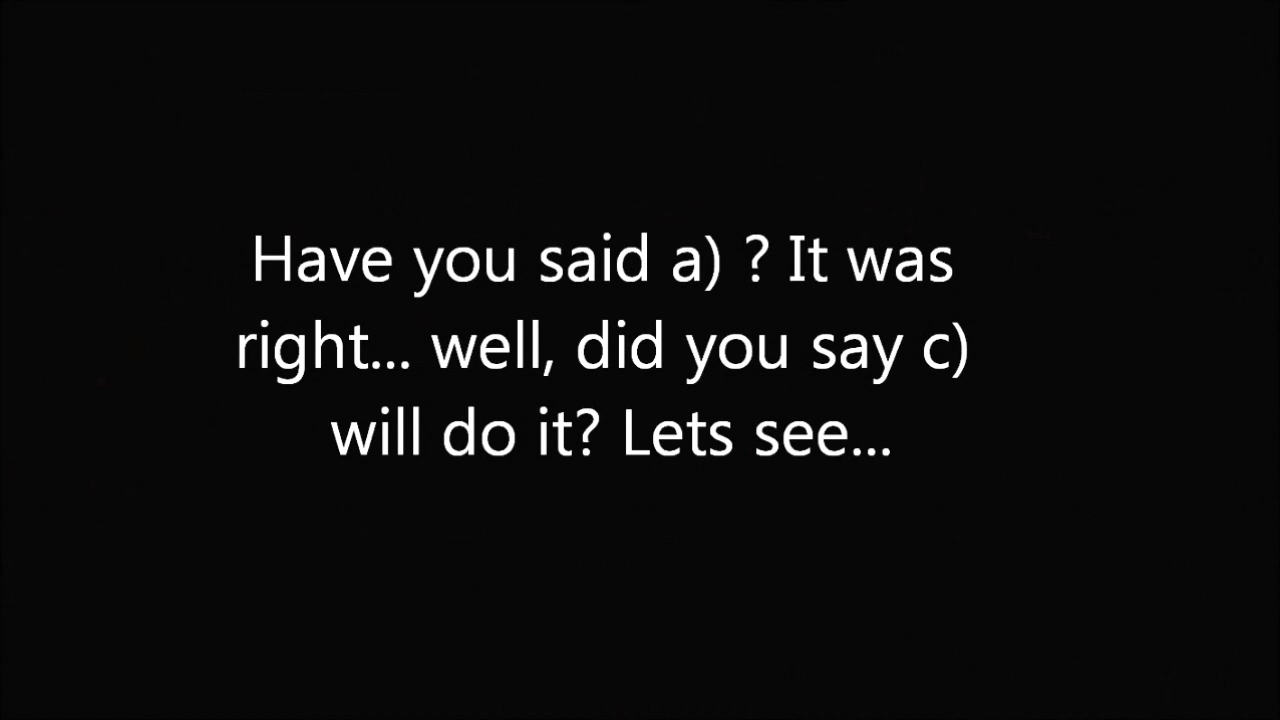 Have you said a) ? It was
right... well, did you say c)
will do it? Lets see...